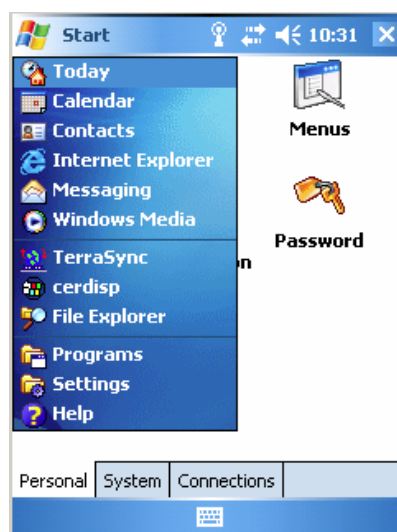 Start 10:31
Today
Calendar
Contacts
Internet Explorer
Messaging
Windows Media
TerraSync
cerdisp
File Explorer
Programs
Settings
Help
Menus
Password
n
Personal System Connections